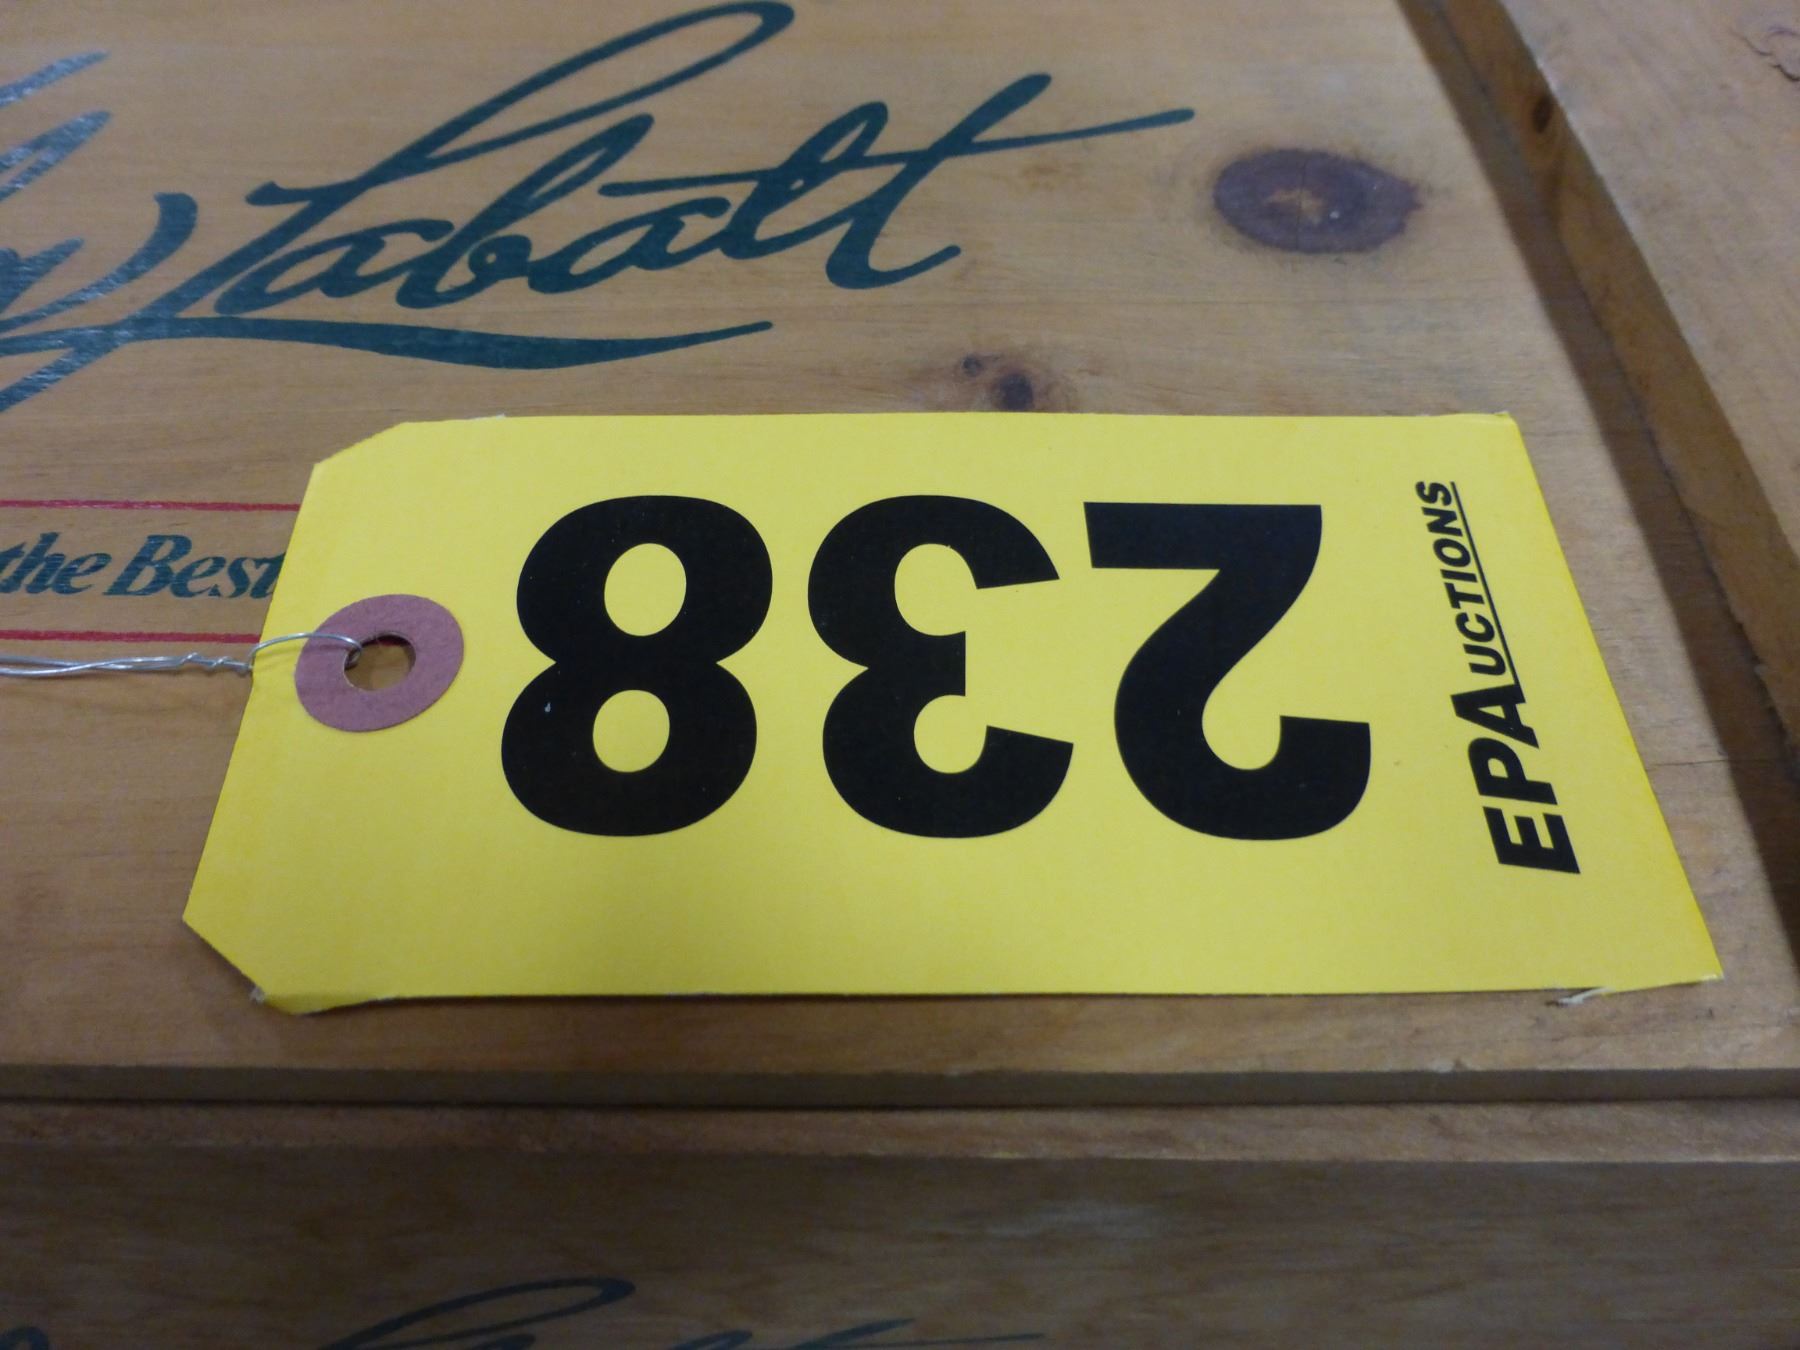 Labatt
the Best
238
EPAUCTIONS